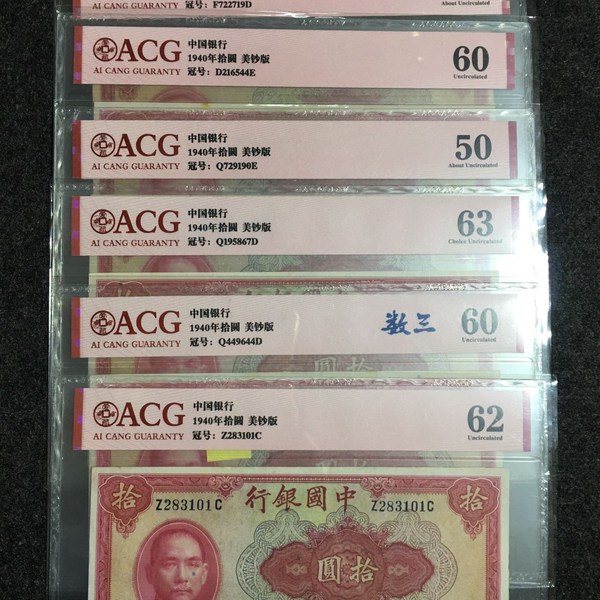 冠号：F722719D
About Uncirculated
ACG
AI CANG GUARANTY
中国银行
1940年拾圆 美钞版
冠号：D216544E
60
Uncirculated
ACG
AI CANG GUARANTY
中国银行
1940年拾圆 美钞版
冠号：Q729190E
50
About Uncirculated
ACG
AI CANG GUARANTY
中国银行
1940年拾圆 美钞版
冠号：Q195867D
63
Choice Uncirculated
ACG
AI CANG GUARANTY
中国银行
1940年拾圆 美钞版
冠号：Q449644D
数三
60
Uncirculated
ACG
AI CANG GUARANTY
中国银行
1940年拾圆 美钞版
冠号：Z283101C
62
Uncirculated
行銀國中
拾 Z283101C Z283101C 拾
圓拾